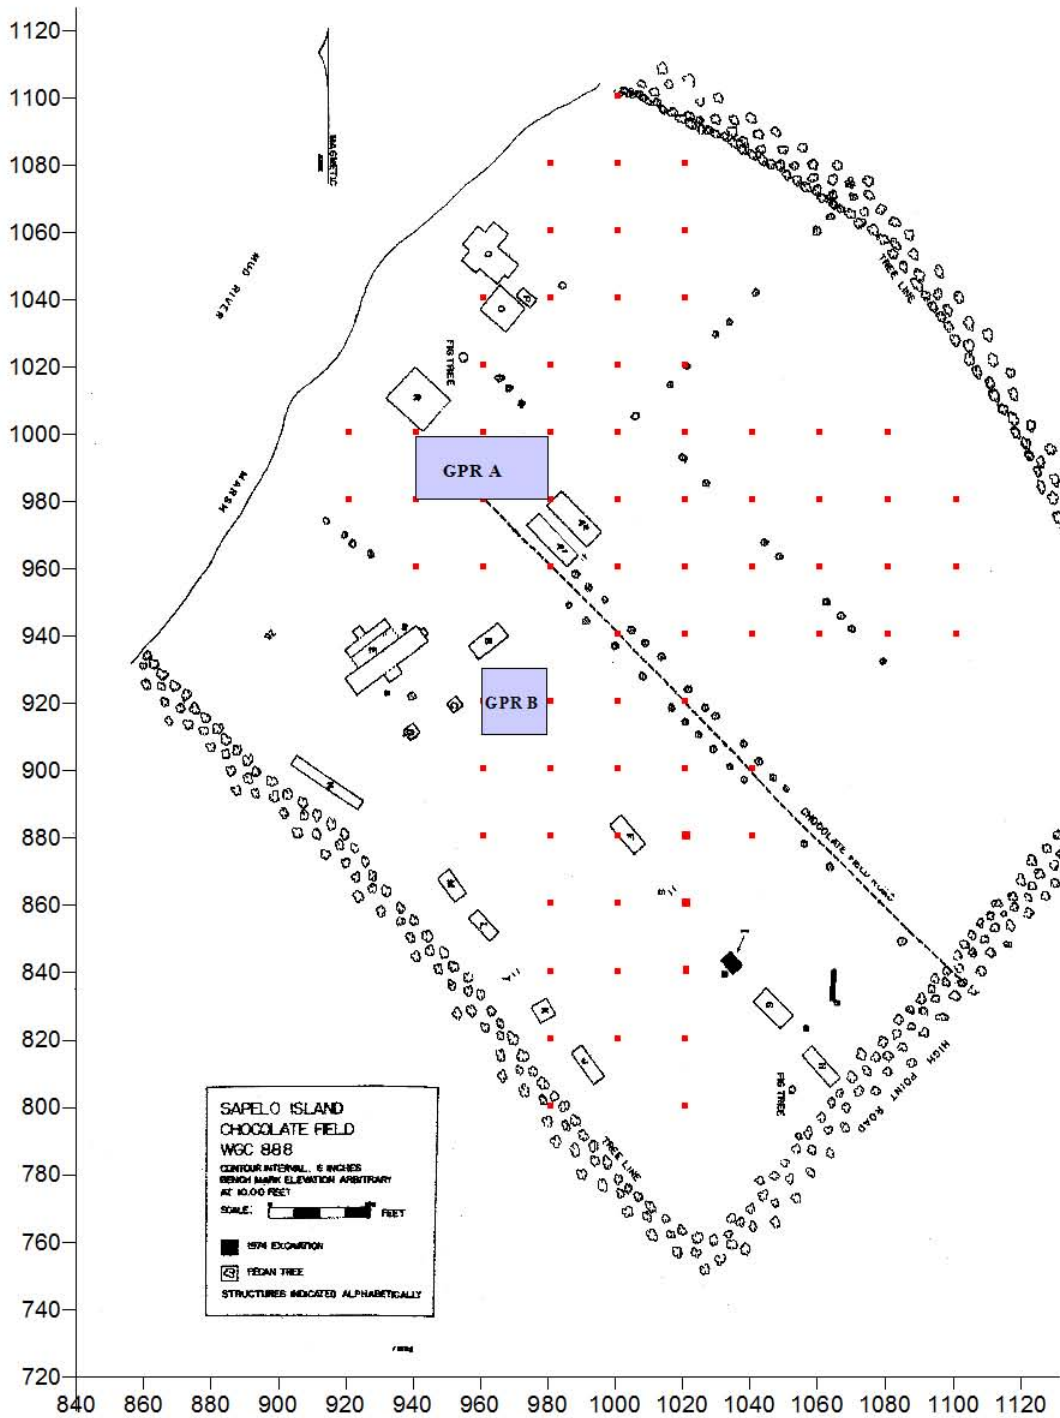 1120
1100
1080
1060
1040
1020
1000
980
960
940
920
900
880
860
840
820
800
780
760
740
720
840 860 880 900 920 940 960 980 1000 1020 1040 1060 1080 1100 1120
MAGNETIC
MUD RIVER
MARSH
FIG TREE
TREE LINE
GPR A
GPR B
CHOCOLATE FIELD ROAD
HIGH POINT ROAD
FIG TREE
TREE LINE
SAPELO ISLAND
CHOCOLATE FIELD
WGC 888
CONTOUR INTERVAL: 6 INCHES
BENCH MARK ELEVATION ARBITRARY
AT 10.00 FEET
SCALE: FEET
1974 EXCAVATION
PECAN TREE
STRUCTURES INDICATED ALPHABETICALLY